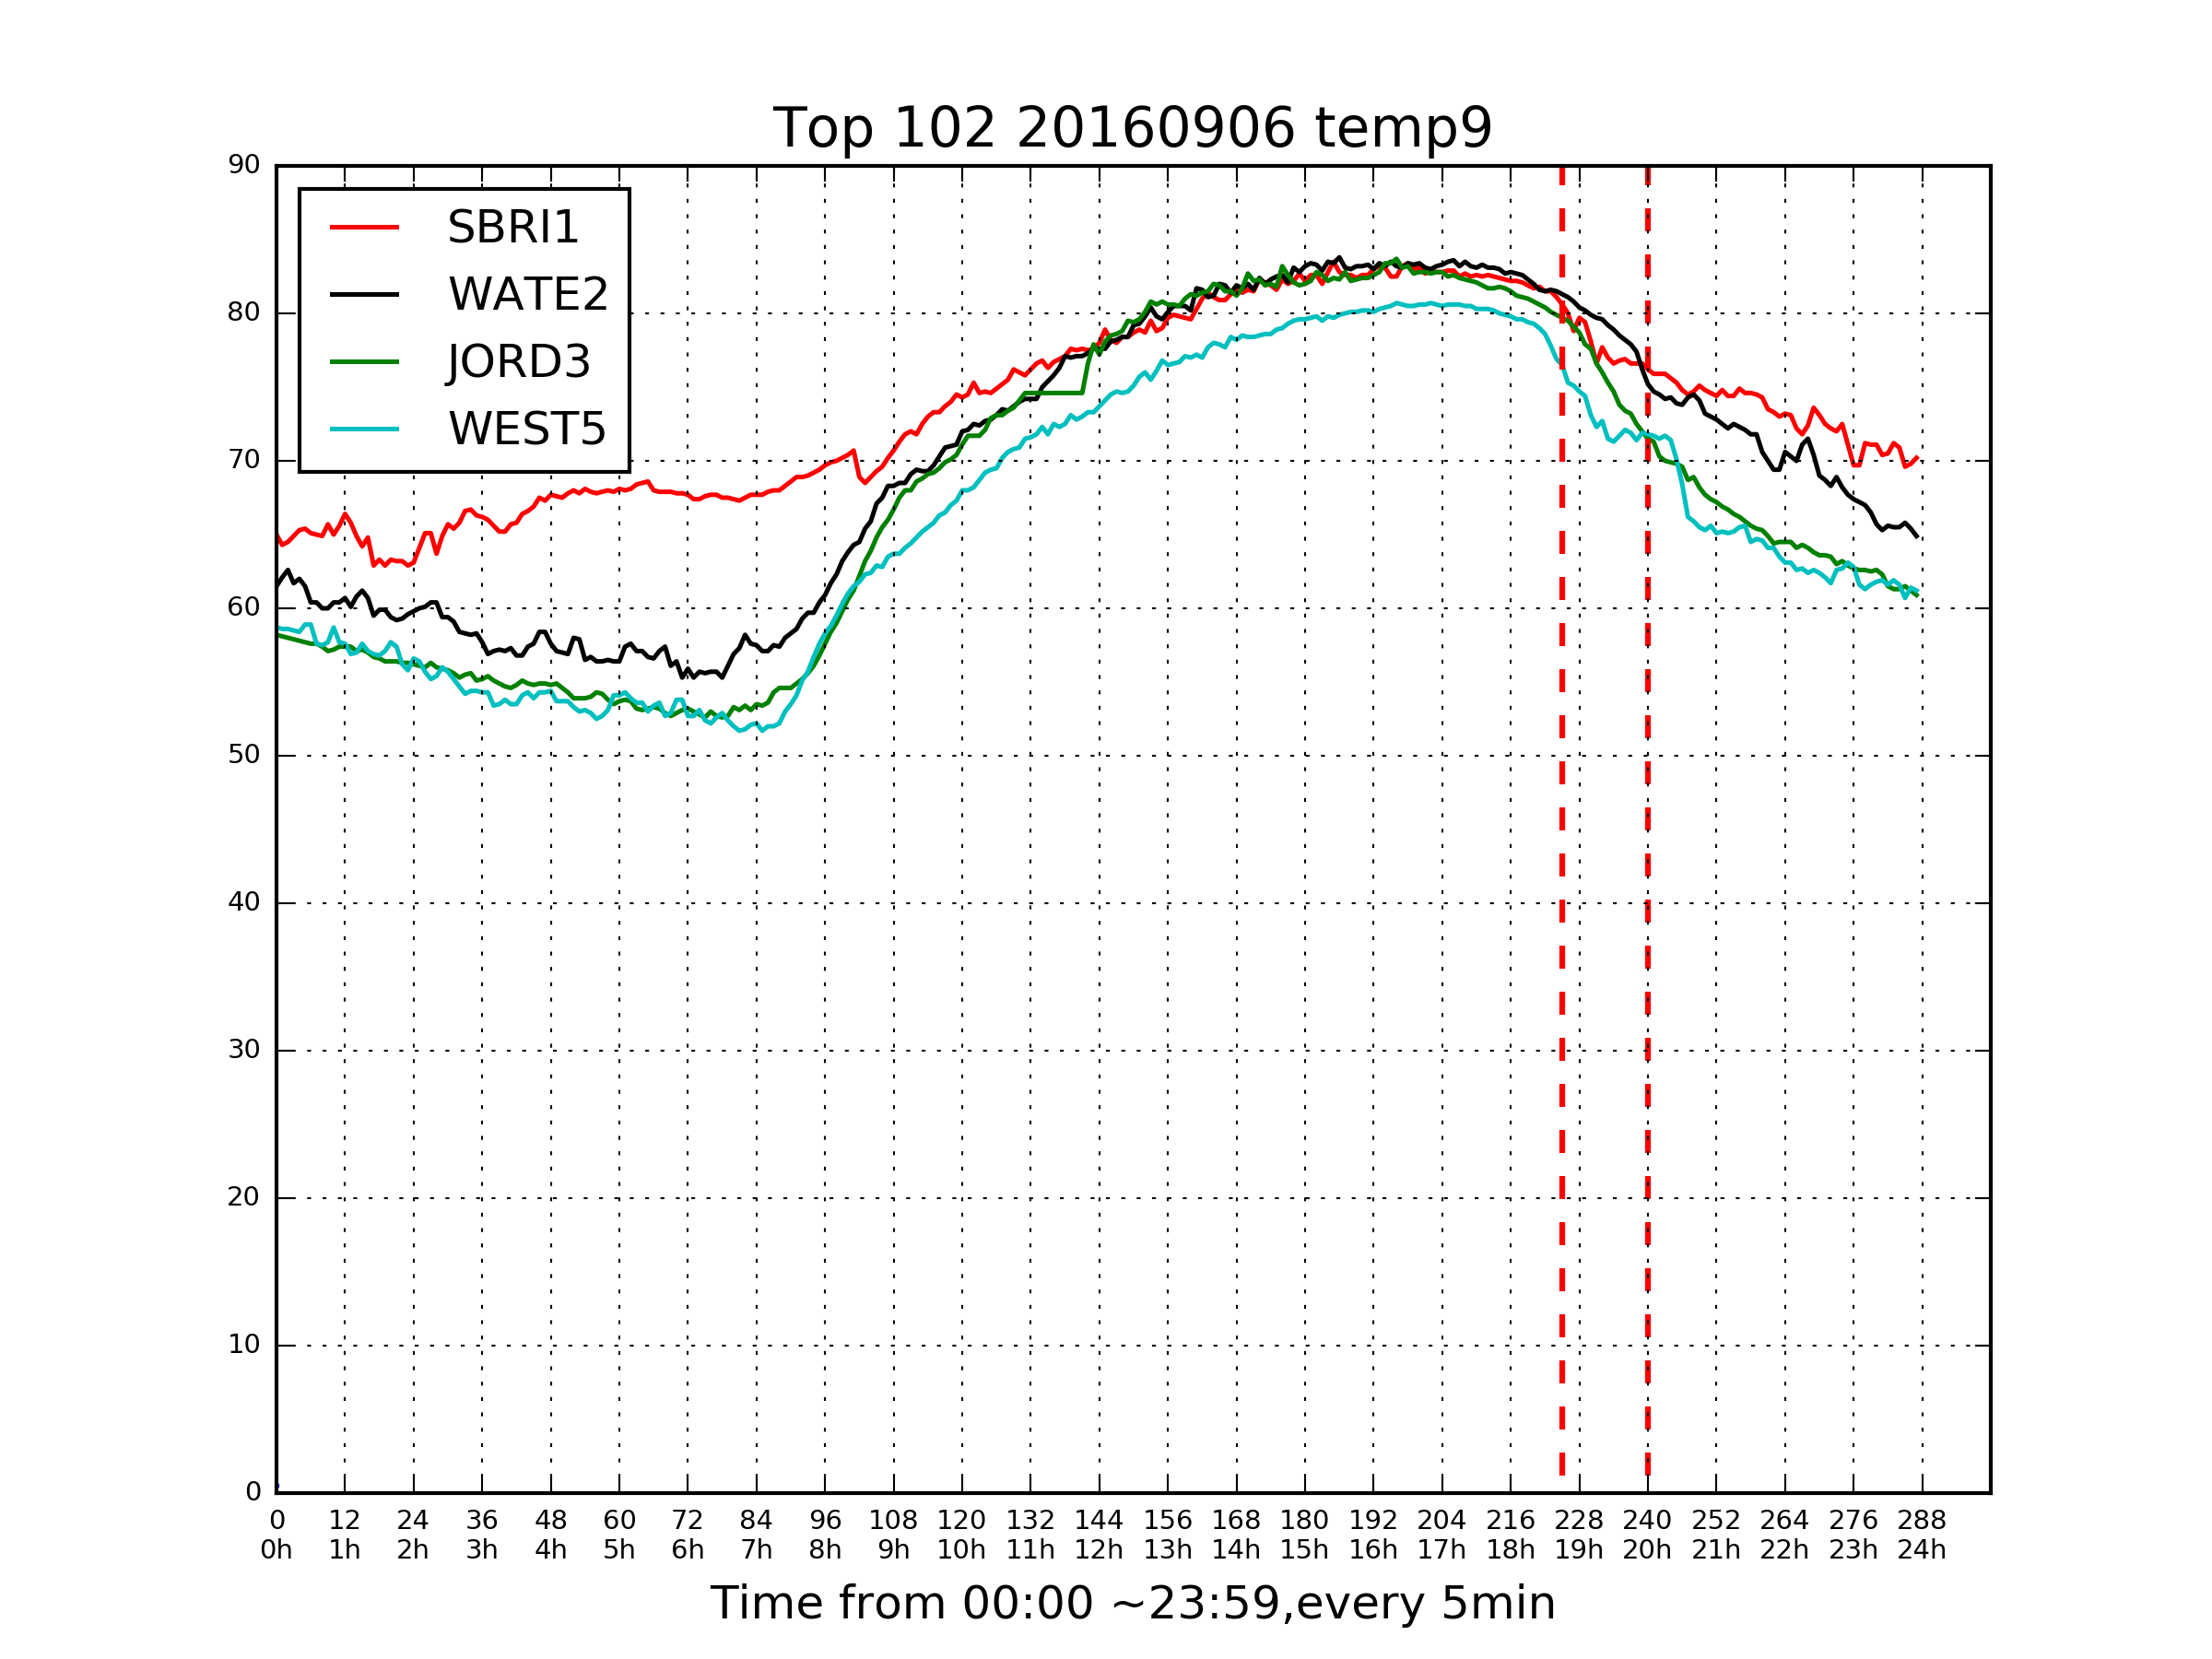 Top 102 20160906 temp9
90
80
70
60
50
40
30
20
10
0
SBRI1
WATE2
JORD3
WEST5
0 12 24 36 48 60 72 84 96 108 120 132 144 156 168 180 192 204 216 228 240 252 264 276 288
0h 1h 2h 3h 4h 5h 6h 7h 8h 9h 10h 11h 12h 13h 14h 15h 16h 17h 18h 19h 20h 21h 22h 23h 24h
Time from 00:00 ~23:59,every 5min